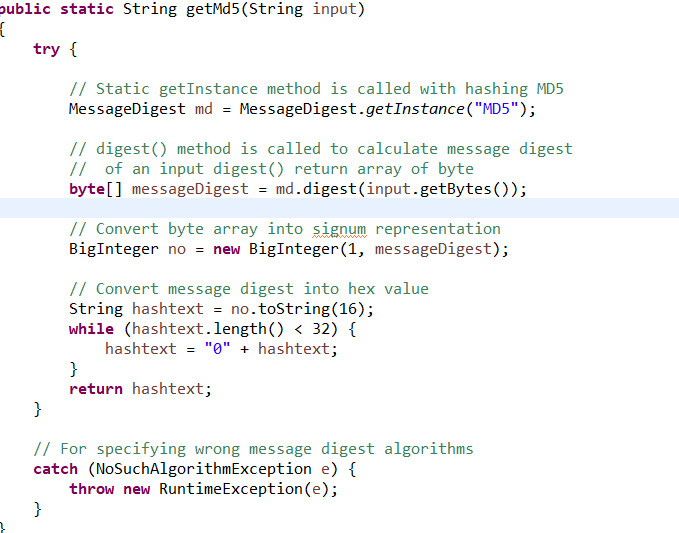 public static String getMd5(String input)
{
    try {

        // Static getInstance method is called with hashing MD5
        MessageDigest md = MessageDigest.getInstance("MD5");

        // digest() method is called to calculate message digest
        //  of an input digest() return array of byte
        byte[] messageDigest = md.digest(input.getBytes());

        // Convert byte array into signum representation
        BigInteger no = new BigInteger(1, messageDigest);

        // Convert message digest into hex value
        String hashtext = no.toString(16);
        while (hashtext.length() < 32) {
            hashtext = "0" + hashtext;
        }
        return hashtext;
    }

    // For specifying wrong message digest algorithms
    catch (NoSuchAlgorithmException e) {
        throw new RuntimeException(e);
    }
}